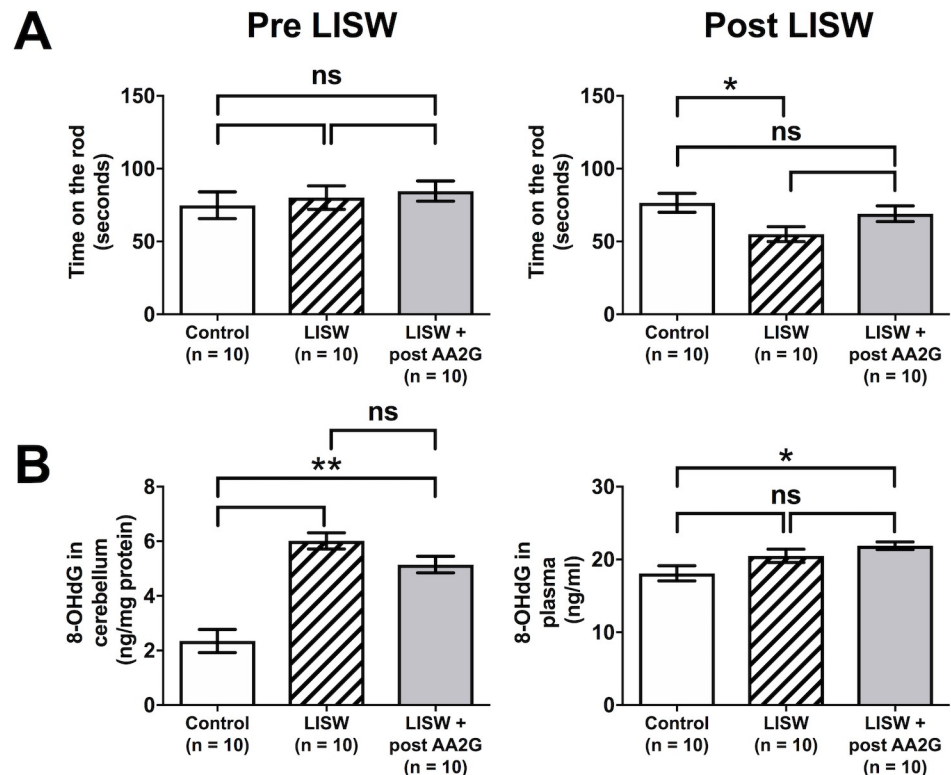 A
Pre LISW
Post LISW
ns
150
100
50
0
Time on the rod
(seconds)
Control
(n = 10)
LISW
(n = 10)
LISW +
post AA2G
(n = 10)
*
ns
150
100
50
0
Time on the rod
(seconds)
Control
(n = 10)
LISW
(n = 10)
LISW +
post AA2G
(n = 10)
B
ns
**
8
6
4
2
0
8-OHdG in
cerebellum
(ng/mg protein)
Control
(n = 10)
LISW
(n = 10)
LISW +
post AA2G
(n = 10)
*
ns
30
20
10
0
8-OHdG in
plasma
(ng/ml)
Control
(n = 10)
LISW
(n = 10)
LISW +
post AA2G
(n = 10)